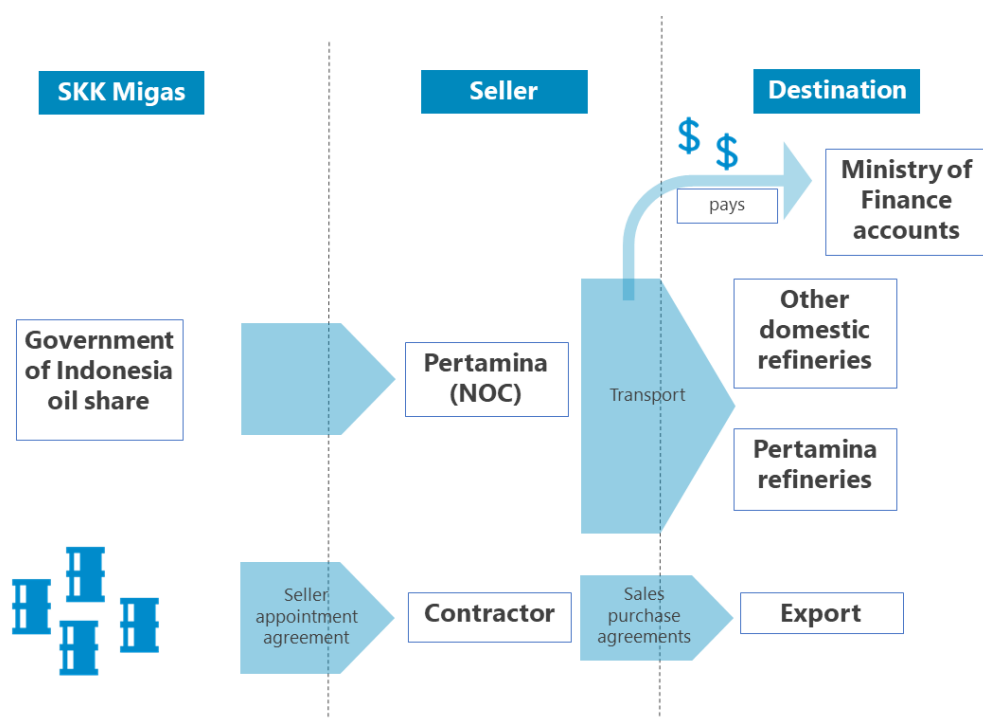 SKK Migas
Seller
Destination
$ $
Ministry of
Finance
accounts
pays
Government
of Indonesia
oil share
Pertamina
(NOC)
Transport
Other
domestic
refineries
Pertamina
refineries
Seller
appointment
agreement
Contractor
Sales
purchase
agreements
Export